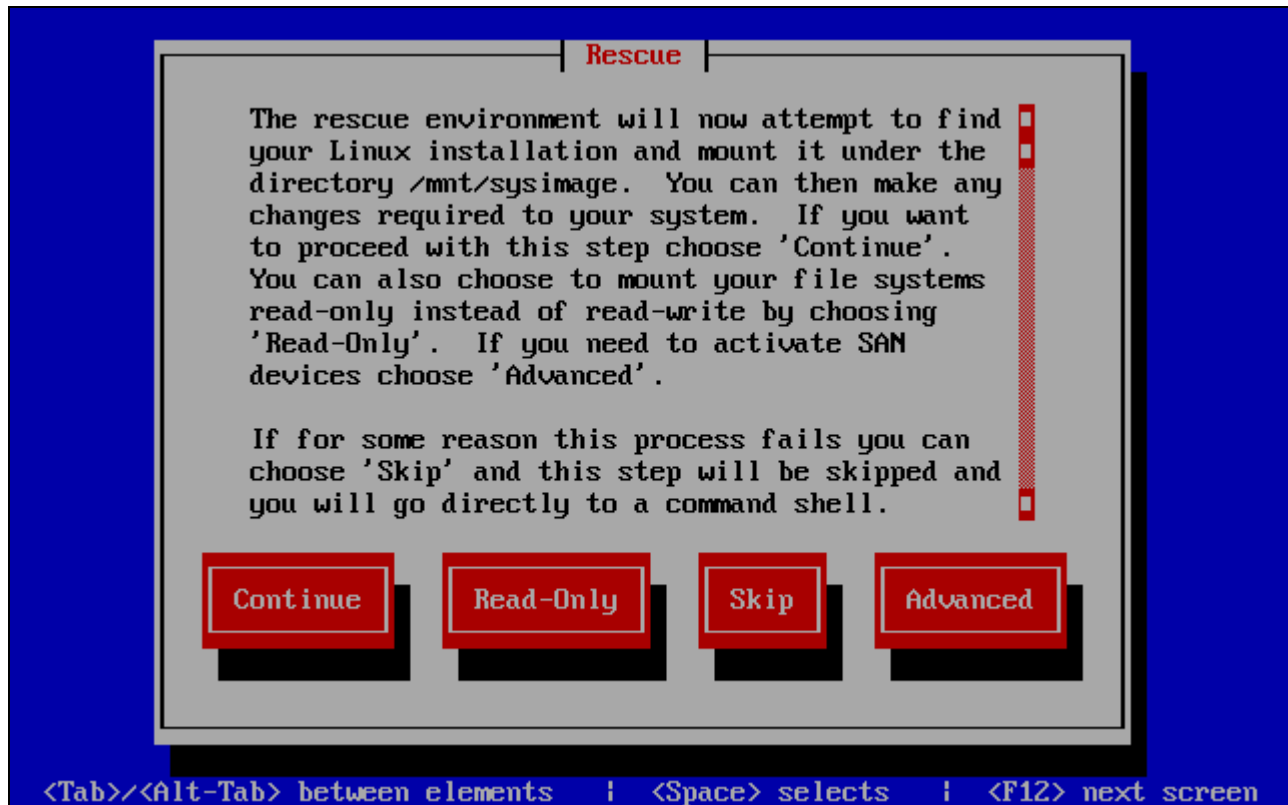 Rescue
The rescue environment will now attempt to find
your Linux installation and mount it under the
directory /mnt/sysimage.  You can then make any
changes required to your system.  If you want
to proceed with this step choose 'Continue'.
You can also choose to mount your file systems
read-only instead of read-write by choosing
'Read-Only'.  If you need to activate SAN
devices choose 'Advanced'.
If for some reason this process fails you can
choose 'Skip' and this step will be skipped and
you will go directly to a command shell.
Continue Read-Only Skip Advanced
<Tab>/<Alt-Tab> between elements   |  <Space> selects   |  <F12> next screen